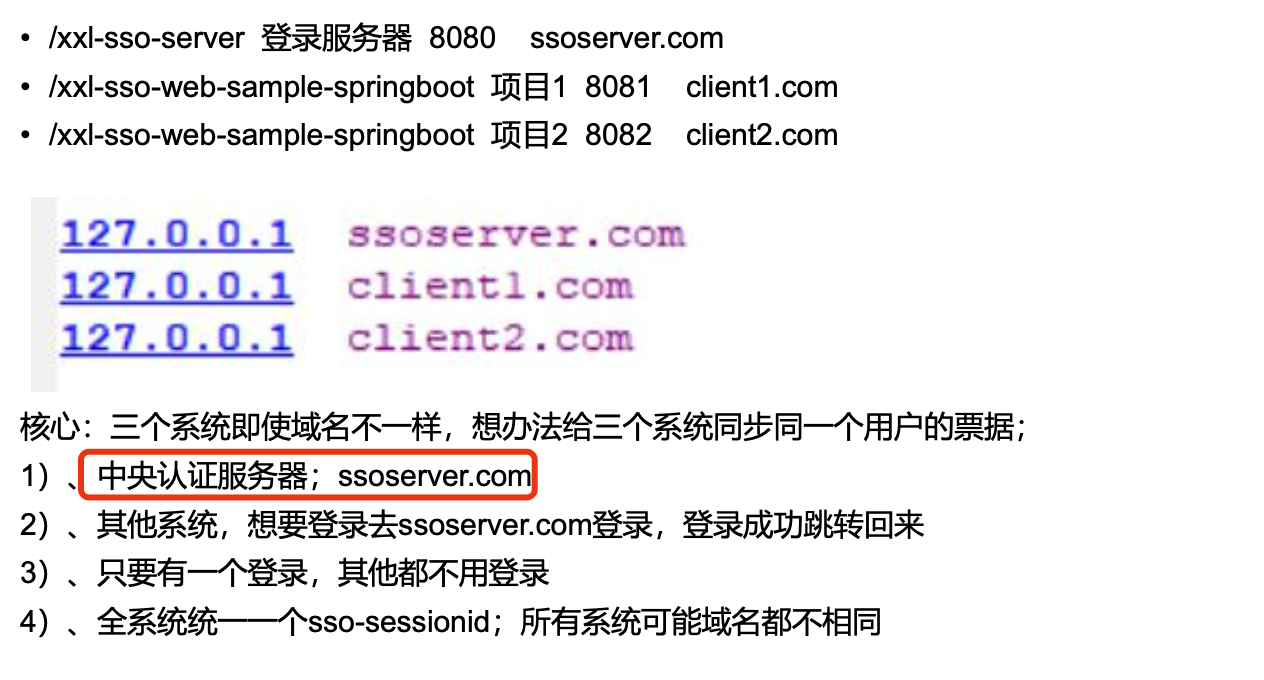 • /xxl-sso-server 登录服务器 8080 ssoserver.com
• /xxl-sso-web-sample-springboot 项目1 8081 client1.com
• /xxl-sso-web-sample-springboot 项目2 8082 client2.com
127.0.0.1 ssoserver.com
127.0.0.1 client1.com
127.0.0.1 client2.com
核心：三个系统即使域名不一样，想办法给三个系统同步同一个用户的票据；
1）、中央认证服务器；ssoserver.com
2）、其他系统，想要登录去ssoserver.com登录，登录成功跳转回来
3）、只要有一个登录，其他都不用登录
4）、全系统统一一个sso-sessionid；所有系统可能域名都不相同